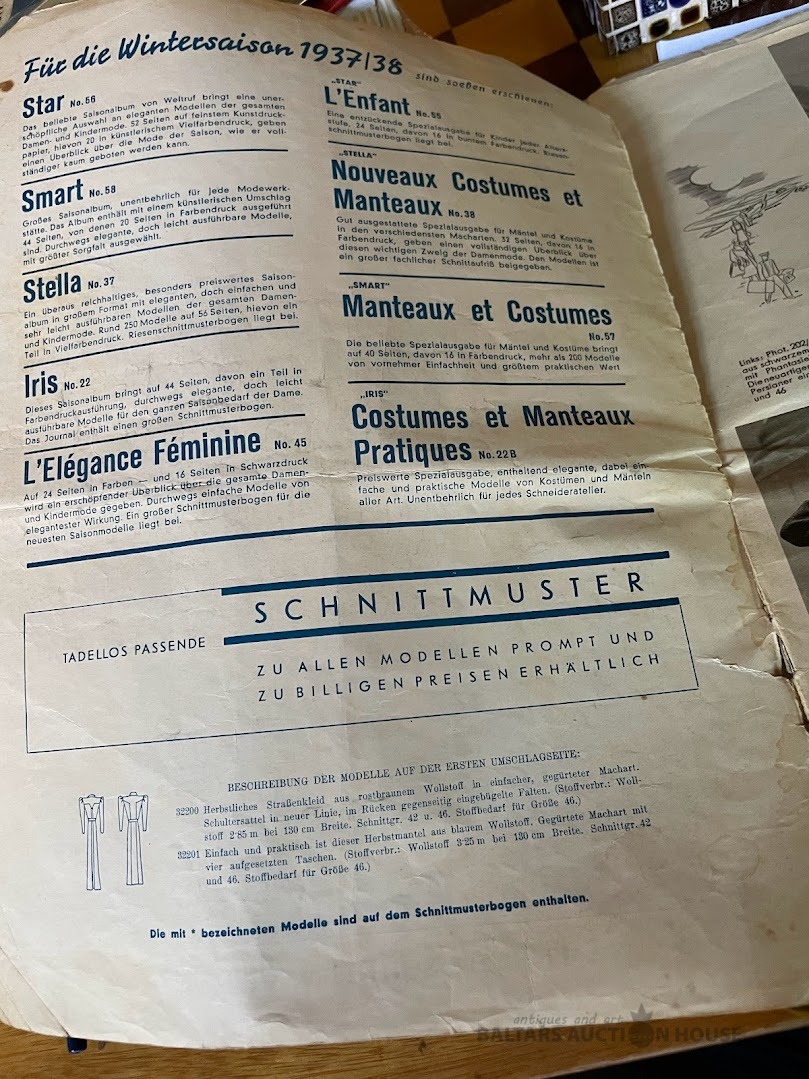 Für die Wintersaison 1937/38 sind soeben erschienen:
Star No.56
Das beliebte Saisonalbum von Weltruf bringt eine uner-
schöpfliche Auswahl an eleganten Modellen der gesamten
Damen- und Kindermode. 52 Seiten auf feinstem Kunstdruck-
papier, hievon 20 in künstlerischem Vielfarbendruck, geben
einen Überblick über die Mode der Saison, wie er voll-
ständiger kaum geboten werden kann.
Smart No.58
Großes Saisonalbum, unentbehrlich für jede Modewerk-
stätte. Das Album enthält mit einem künstlerischen Umschlag
44 Seiten, von denen 20 Seiten in Farbendruck ausgeführt
sind. Durchwegs elegante, doch leicht ausführbare Modelle,
mit größter Sorgfalt ausgewählt.
Stella No.37
Ein überaus reichhaltiges, besonders preiswertes Saison-
album in großem Format mit eleganten, doch einfachen und
sehr leicht ausführbaren Modellen der gesamten Damen-
und Kindermode. Rund 250 Modelle auf 56 Seiten, hievon ein
Teil in Vielfarbendruck. Riesenschnittmusterbogen liegt bei.
Iris No.22
Dieses Saisonalbum bringt auf 44 Seiten, davon ein Teil in
Farbendruckausführung, durchwegs elegante, doch leicht
ausführbare Modelle für den ganzen Saisonbedarf der Dame.
Das Journal enthält einen großen Schnittmusterbogen.
L'Elégance Féminine No. 45
Auf 24 Seiten in Farben — und 16 Seiten in Schwarzdruck
wird ein erschöpfender Überblick über die gesamte Damen-
und Kindermode gegeben. Durchwegs einfache Modelle von
elegantester Wirkung. Ein großer Schnittmusterbogen für die
neuesten Saisonmodelle liegt bei.
„STAR"
L'Enfant No.55
Eine entzückende Spezialausgabe für Kinder jeder Alters-
stufe. 24 Seiten, davon 16 in buntem Farbendruck. Riesen-
schnittmusterbogen liegt bei.
„STELLA"
Nouveaux Costumes et
Manteaux No.38
Gut ausgestattete Spezialausgabe für Mäntel und Kostüme
in den verschiedensten Macharten. 32 Seiten, davon 16 in
Farbendruck, geben einen vollständigen Überblick über
diesen wichtigen Zweig der Damenmode. Den Modellen ist
ein großer fachlicher Schnittaufriß beigegeben.
„SMART"
Manteaux et Costumes
No.57
Die beliebte Spezialausgabe für Mäntel und Kostüme bringt
auf 40 Seiten, davon 16 in Farbendruck, mehr als 200 Modelle
von vornehmer Einfachheit und größtem praktischen Wert
„IRIS"
Costumes et Manteaux
Pratiques No.22B
Preiswerte Spezialausgabe, enthaltend elegante, dabei ein-
fache und praktische Modelle von Kostümen und Mänteln
aller Art. Unentbehrlich für jedes Schneideratelier.
TADELLOS PASSENDE
SCHNITTMUSTER
ZU ALLEN MODELLEN PROMPT UND
ZU BILLIGEN PREISEN ERHÄLTLICH
BESCHREIBUNG DER MODELLE AUF DER ERSTEN UMSCHLAGSEITE:
32200 Herbstliches Straßenkleid aus rostbraunem Wollstoff in einfacher, gegürteter Machart.
Schultersattel in neuer Linie, im Rücken gegenseitig eingebügelte Falten. (Stoffverbr.: Woll-
stoff 2·85 m bei 130 cm Breite. Schnittgr. 42 u. 46. Stoffbedarf für Größe 46.)
32201 Einfach und praktisch ist dieser Herbstmantel aus blauem Wollstoff. Gegürtete Machart mit
vier aufgesetzten Taschen. (Stoffverbr.: Wollstoff 3·25 m bei 130 cm Breite. Schnittgr. 42
und 46. Stoffbedarf für Größe 46.)
Die mit * bezeichneten Modelle sind auf dem Schnittmusterbogen enthalten.
Links: Phot. 202/
aus schwarzem
mit Phantasie
Die neuartige
Persianer ein
und 46
antiques and art
BALTARS AUCTION HOUSE